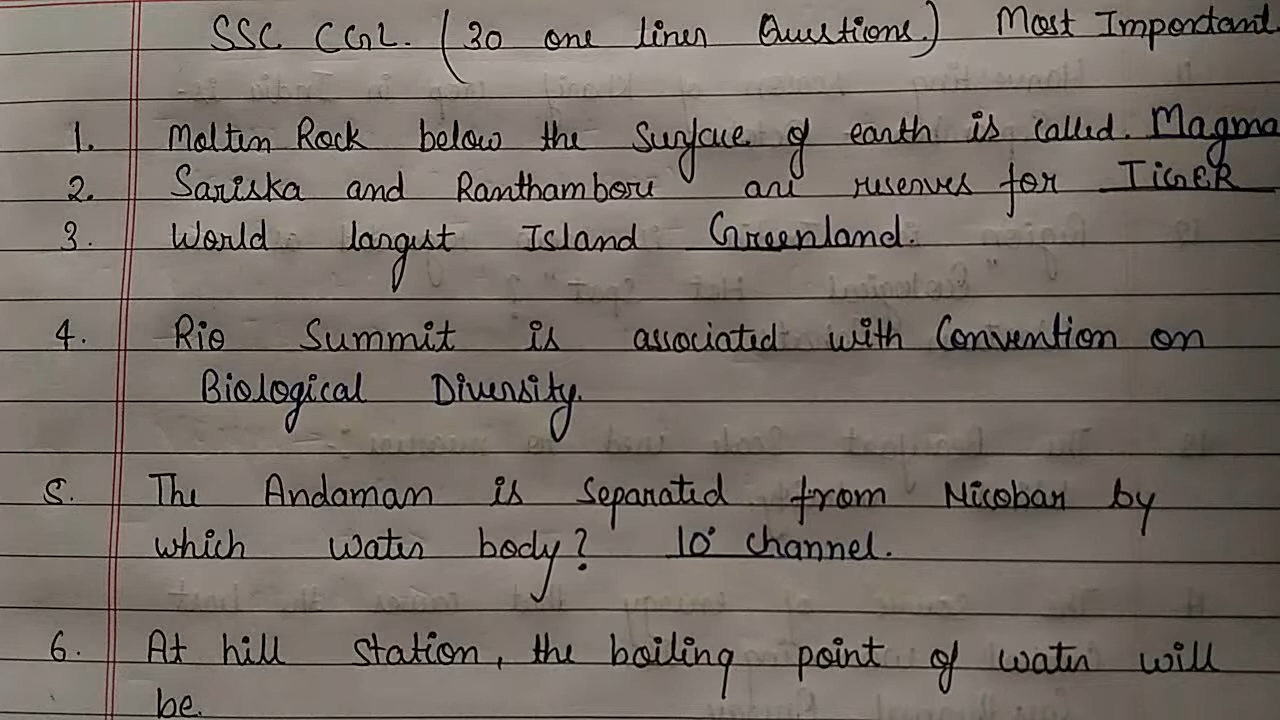 SSC CGL. (30 one liner Questions.) Most Important
1. Molten Rock below the Surface of earth is called. Magma
2. Sariska and Ranthambore are reserves for TIGER
3. World largest Island Greenland.
4. Rio Summit is associated with Convention on
Biological Diversity.
5. The Andaman is separated from Nicobar by
which water body? 10° channel.
6. At hill station, the boiling point of water will
be.